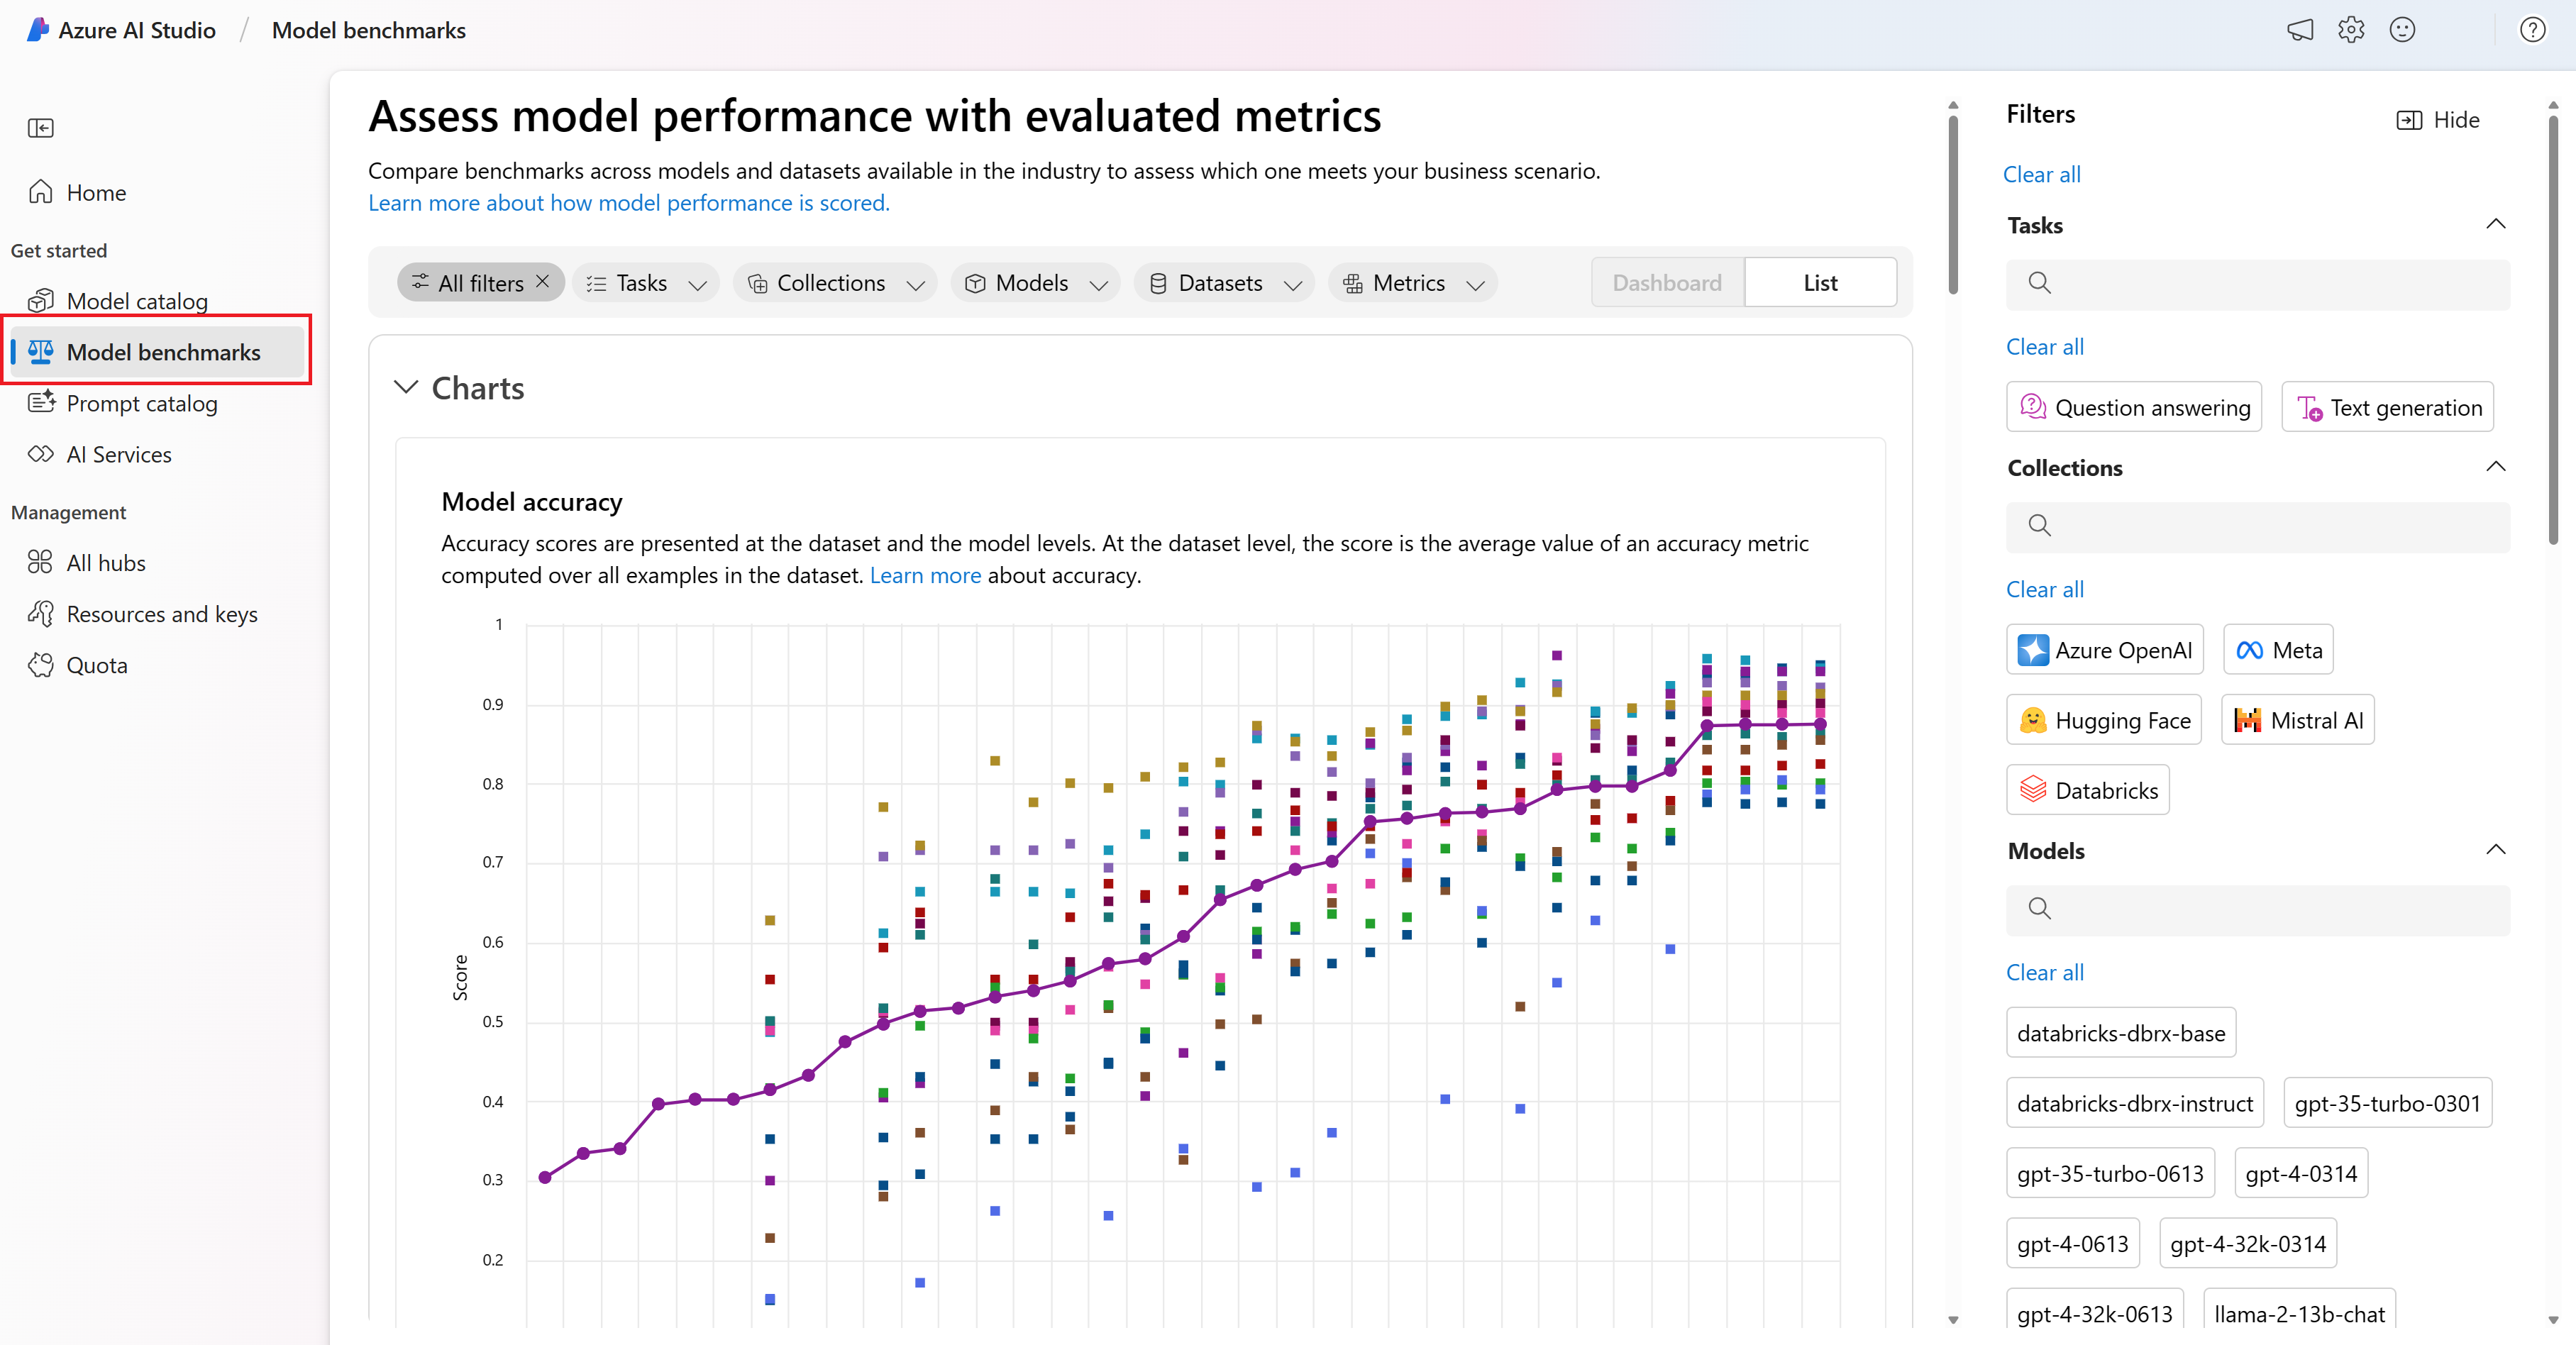 Azure AI Studio / Model benchmarks
Home
Get started
Model catalog
Model benchmarks
Prompt catalog
AI Services
Management
All hubs
Resources and keys
Quota
Assess model performance with evaluated metrics
Compare benchmarks across models and datasets available in the industry to assess which one meets your business scenario.
Learn more about how model performance is scored.
All filters
Tasks
Collections
Models
Datasets
Metrics
Dashboard
List
Charts
Model accuracy
Accuracy scores are presented at the dataset and the model levels. At the dataset level, the score is the average value of an accuracy metric
computed over all examples in the dataset. Learn more about accuracy.
Score
1
0.9
0.8
0.7
0.6
0.5
0.4
0.3
0.2
Filters
Hide
Clear all
Tasks
Clear all
Question answering
Text generation
Collections
Clear all
Azure OpenAI
Meta
Hugging Face
Mistral AI
Databricks
Models
Clear all
databricks-dbrx-base
databricks-dbrx-instruct
gpt-35-turbo-0301
gpt-35-turbo-0613
gpt-4-0314
gpt-4-0613
gpt-4-32k-0314
gpt-4-32k-0613
llama-2-13b-chat